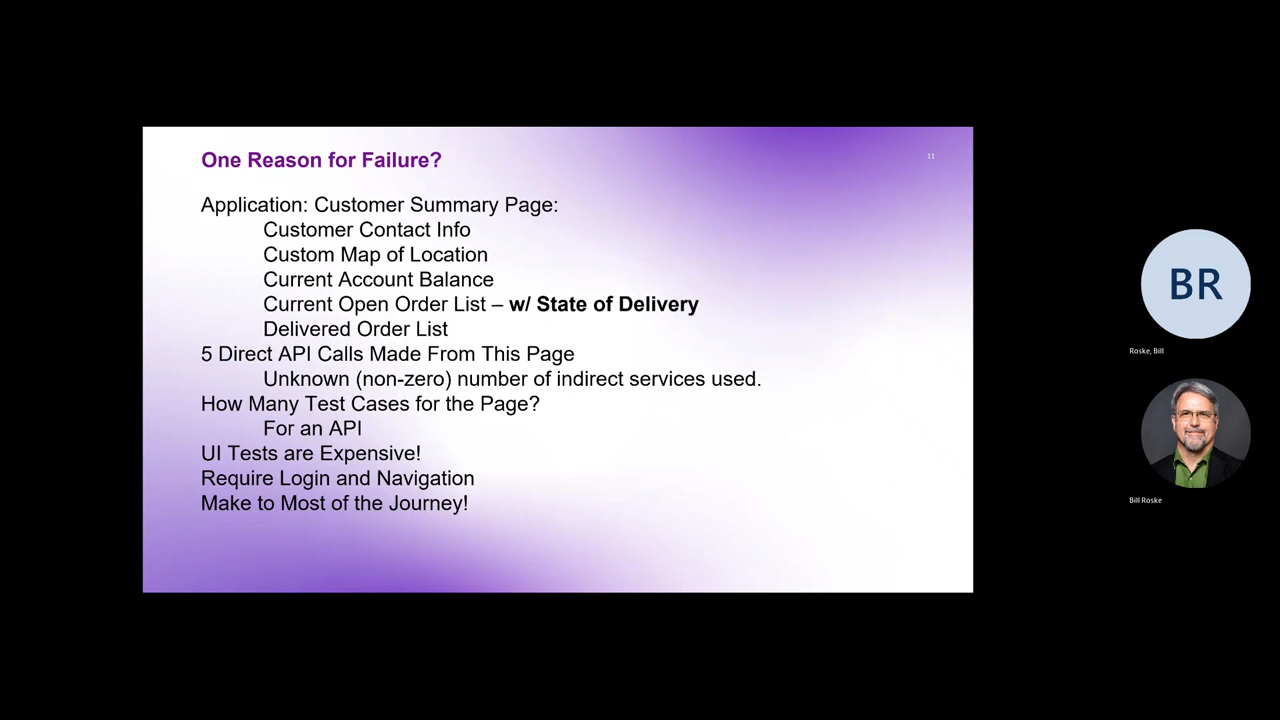 One Reason for Failure?
11
Application: Customer Summary Page:
Customer Contact Info
Custom Map of Location
Current Account Balance
Current Open Order List – w/ State of Delivery
Delivered Order List
5 Direct API Calls Made From This Page
Unknown (non-zero) number of indirect services used.
How Many Test Cases for the Page?
For an API
UI Tests are Expensive!
Require Login and Navigation
Make to Most of the Journey!
BR
Roske, Bill
Bill Roske